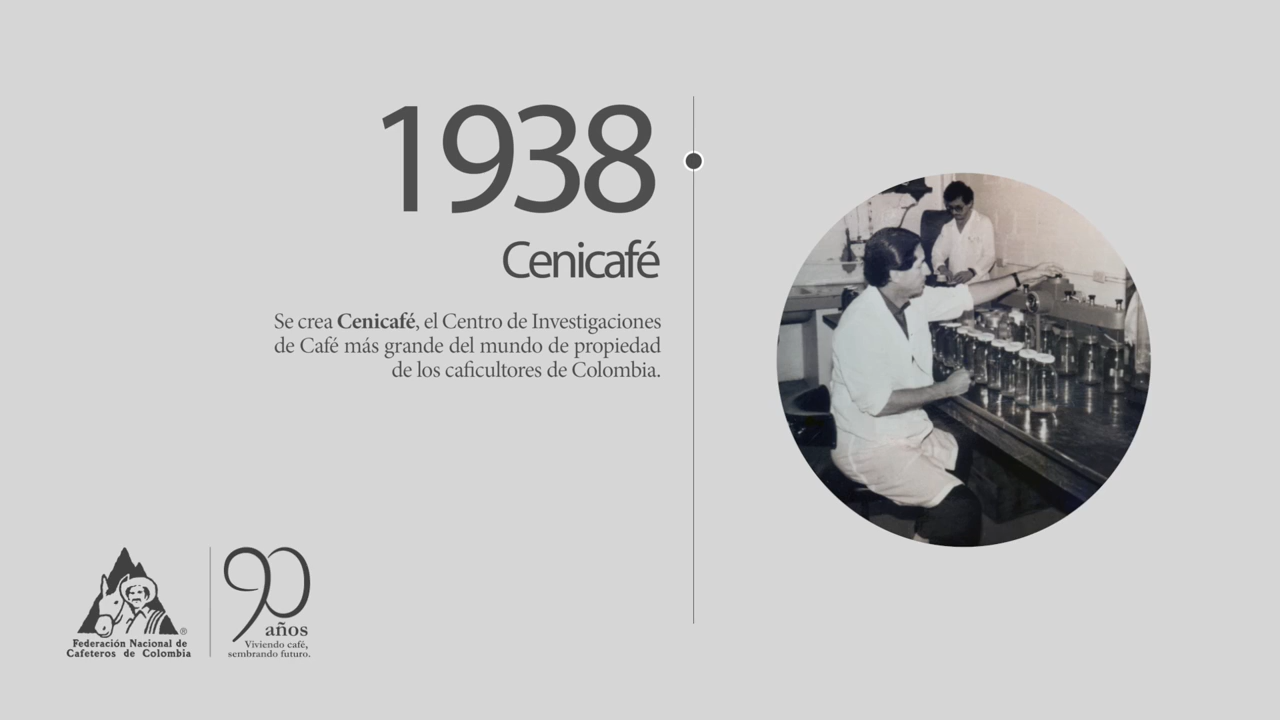 1938
Cenicafé
Se crea Cenicafé, el Centro de Investigaciones
de Café más grande del mundo de propiedad
de los caficultores de Colombia.
Federación Nacional de
Cafeteros de Colombia
®
90
años
Viviendo café,
sembrando futuro.